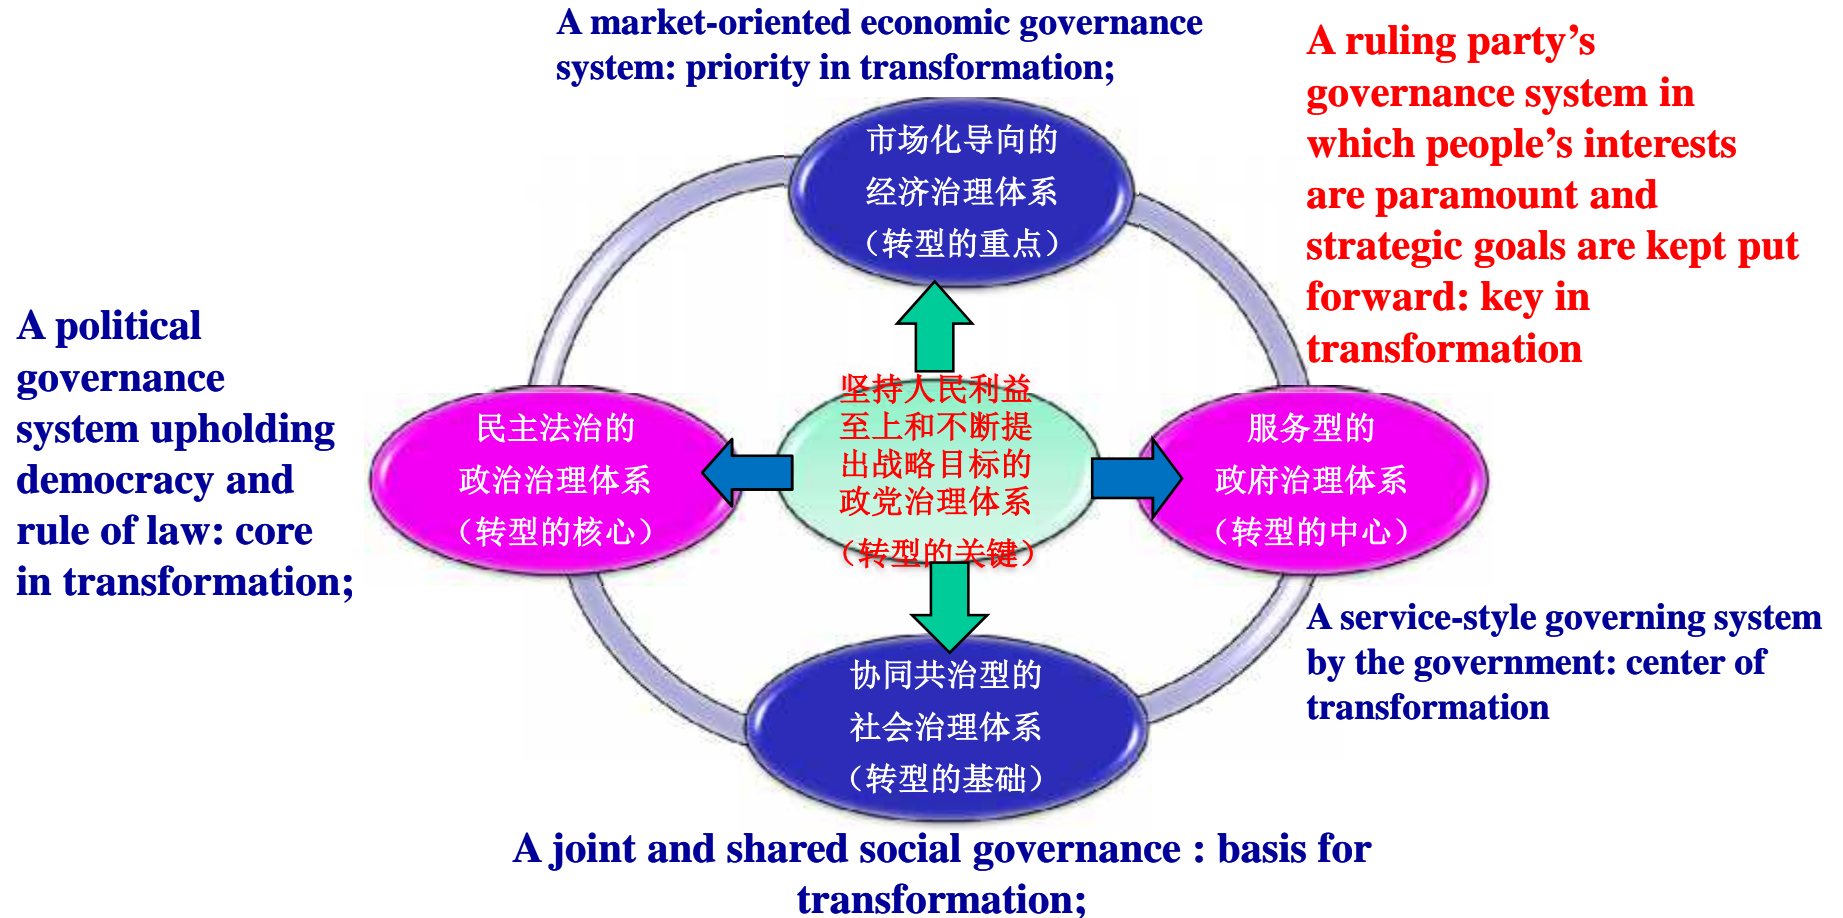 A market-oriented economic governance
system: priority in transformation;
A ruling party’s
governance system in
which people’s interests
are paramount and
strategic goals are kept put
forward: key in
transformation
市场化导向的
经济治理体系
（转型的重点）
A political
governance
system upholding
democracy and
rule of law: core
in transformation;
民主法治的
政治治理体系
（转型的核心）
坚持人民利益
至上和不断提
出战略目标的
政党治理体系
（转型的关键）
服务型的
政府治理体系
（转型的中心）
A service-style governing system
by the government: center of
transformation
协同共治型的
社会治理体系
（转型的基础）
A joint and shared social governance : basis for
transformation;